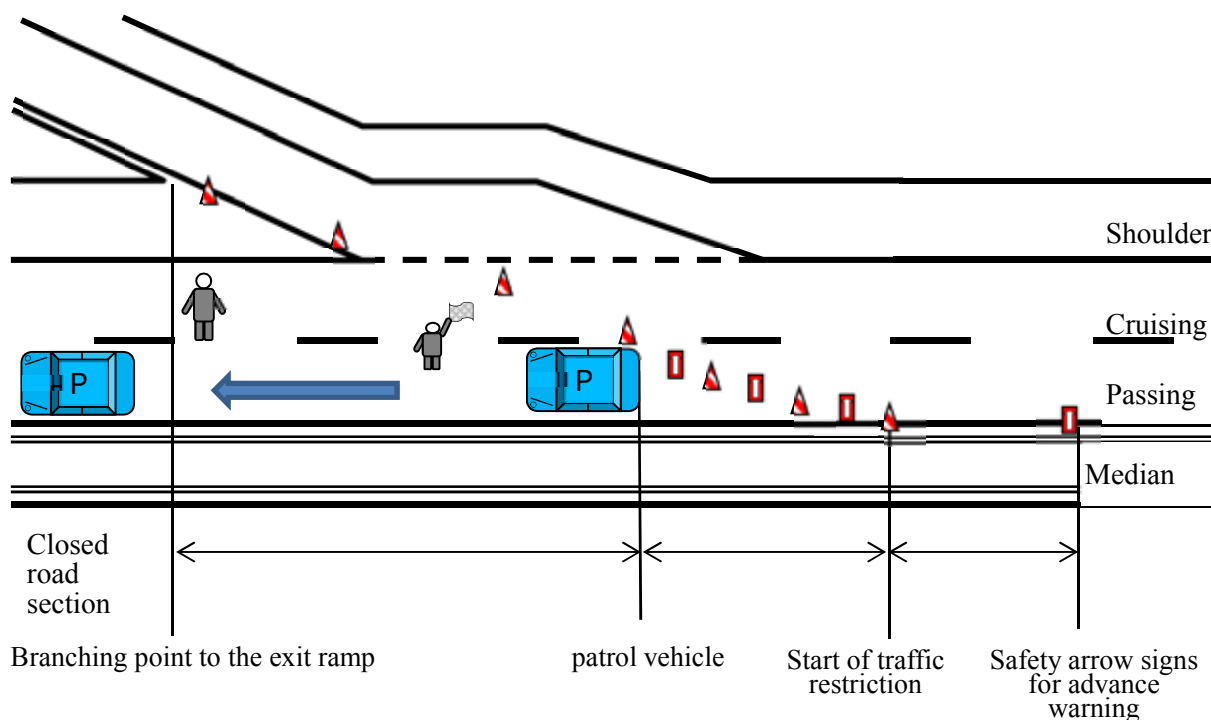 Shoulder
Cruising
P
P
Passing
Median
Closed
road
section
Branching point to the exit ramp
patrol vehicle
Start of traffic
restriction
Safety arrow signs
for advance
warning